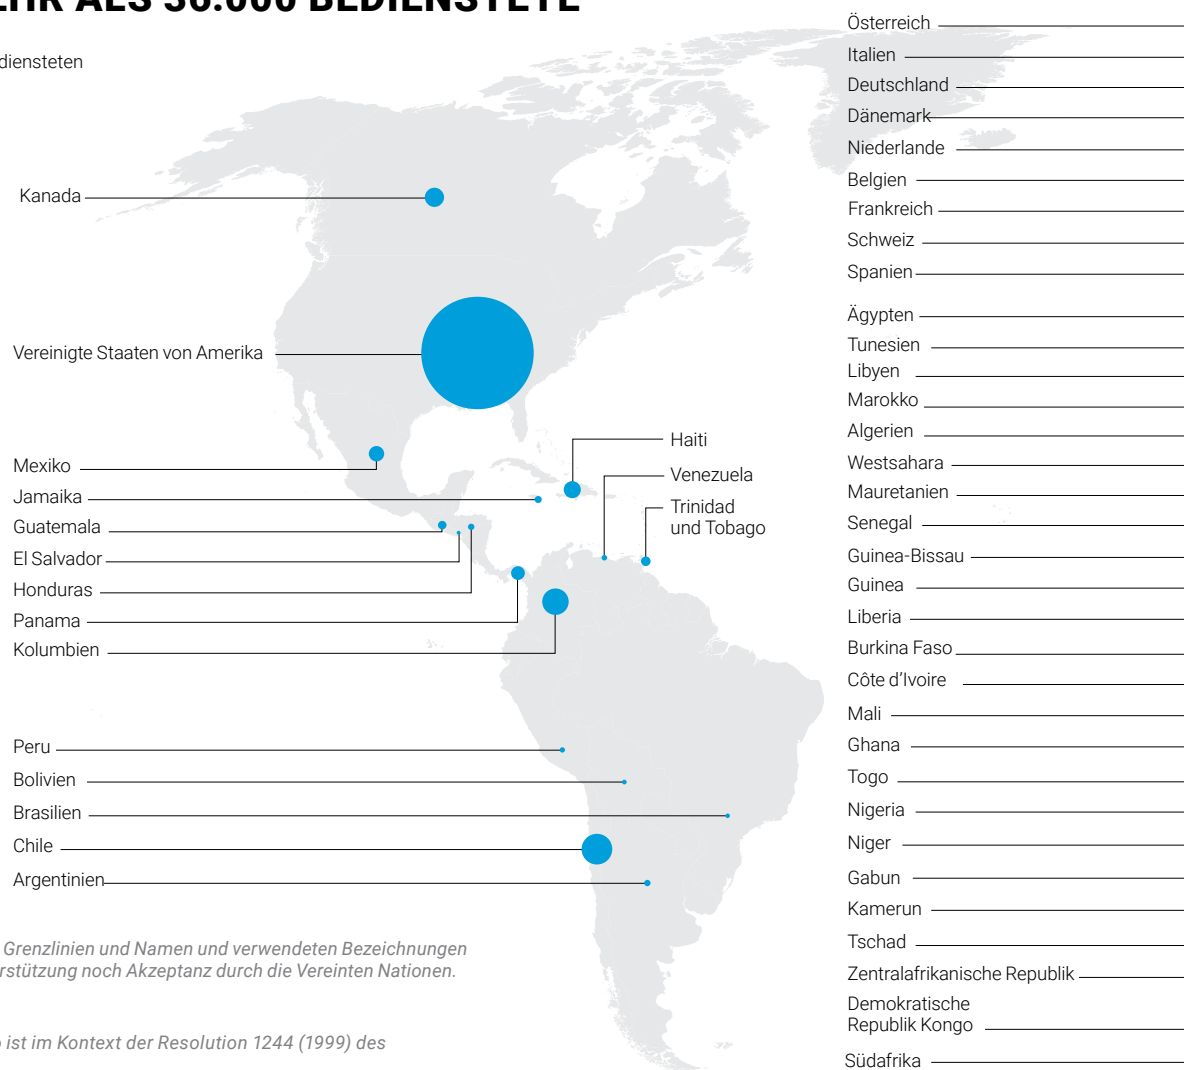 ALS 36.000 BEDIENSTETE
Kanada
Vereinigte Staaten von Amerika
Mexiko
Jamaika
Guatemala
El Salvador
Honduras
Panama
Kolumbien
Haiti
Venezuela
Trinidad
und Tobago
Peru
Bolivien
Brasilien
Chile
Argentinien
Grenzlinien und Namen und verwendeten Bezeichnungen
noch Akzeptanz durch die Vereinten Nationen.
ist im Kontext der Resolution 1244 (1999) des
Österreich
Italien
Deutschland
Dänemark
Niederlande
Belgien
Frankreich
Schweiz
Spanien
Ägypten
Tunesien
Libyen
Marokko
Algerien
Westsahara
Mauretanien
Senegal
Guinea-Bissau
Guinea
Liberia
Burkina Faso
Côte d’Ivoire
Mali
Ghana
Togo
Nigeria
Niger
Gabun
Kamerun
Tschad
Zentralafrikanische Republik
Demokratische
Republik Kongo
Südafrika